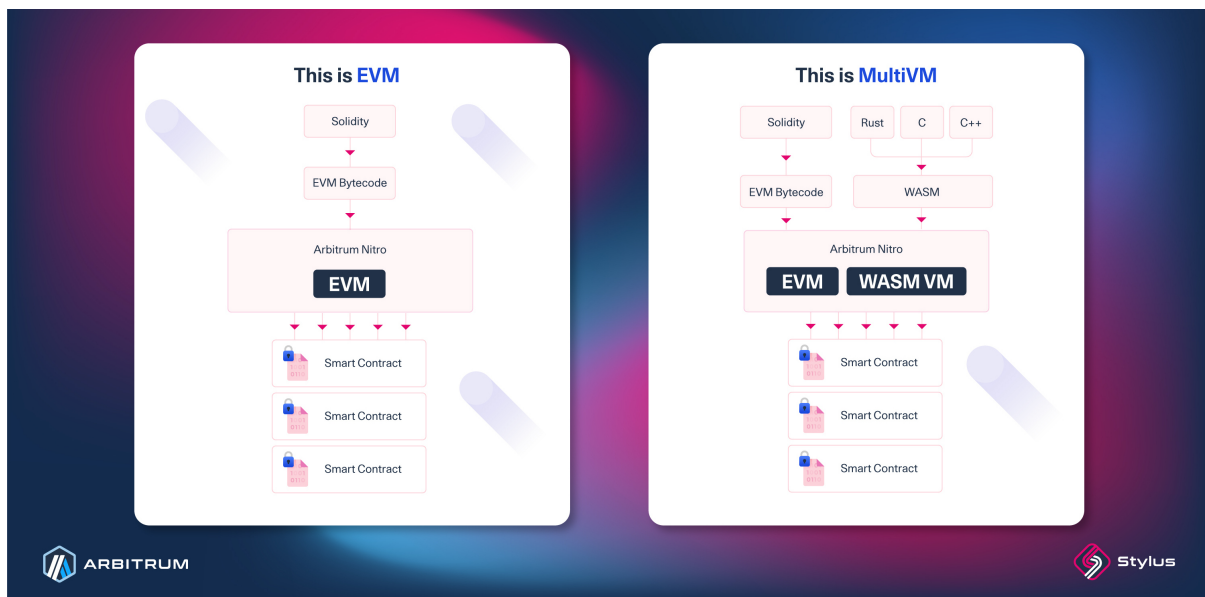 This is EVM
Solidity
EVM Bytecode
Arbitrum Nitro
EVM
Smart Contract
Smart Contract
Smart Contract
This is MultiVM
Solidity
Rust
C
C++
EVM Bytecode
WASM
Arbitrum Nitro
EVM
WASM VM
Smart Contract
Smart Contract
Smart Contract
ARBITRUM
Stylus